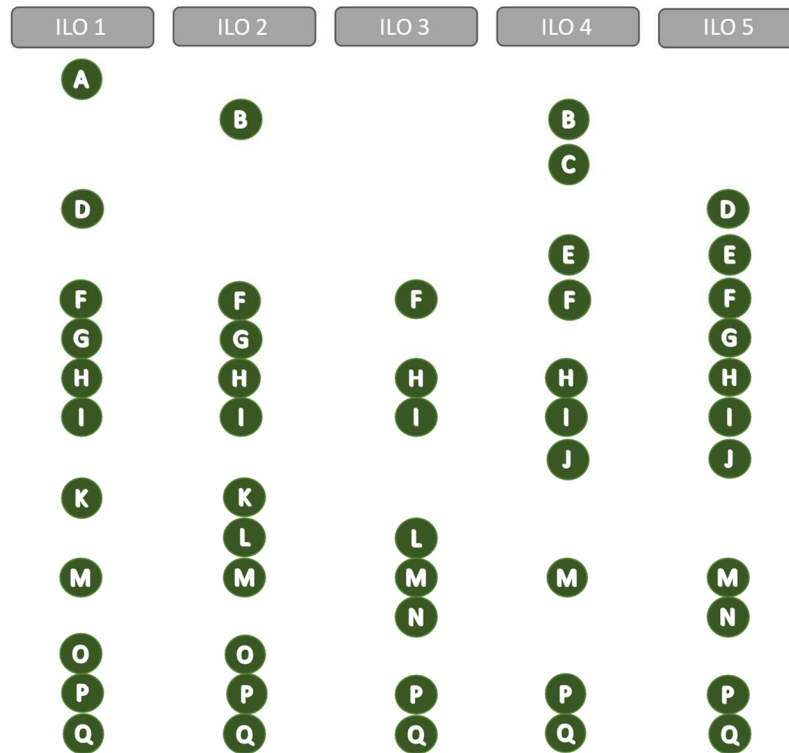 ILO 1 ILO 2 ILO 3 ILO 4 ILO 5
A
B B
C
D D
E E
F F F F F
G G G
H H H H H
I I I I I
J J
K K
L L
M M M M M
N N
O O
P P P P P
Q Q Q Q Q